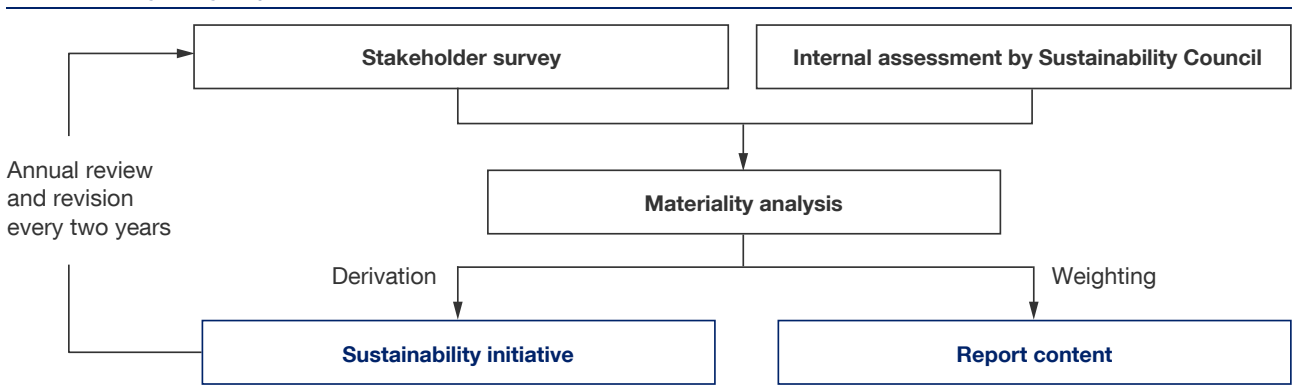 Stakeholder survey
Internal assessment by Sustainability Council
Annual review
and revision
every two years
Materiality analysis
Derivation
Weighting
Sustainability initiative
Report content